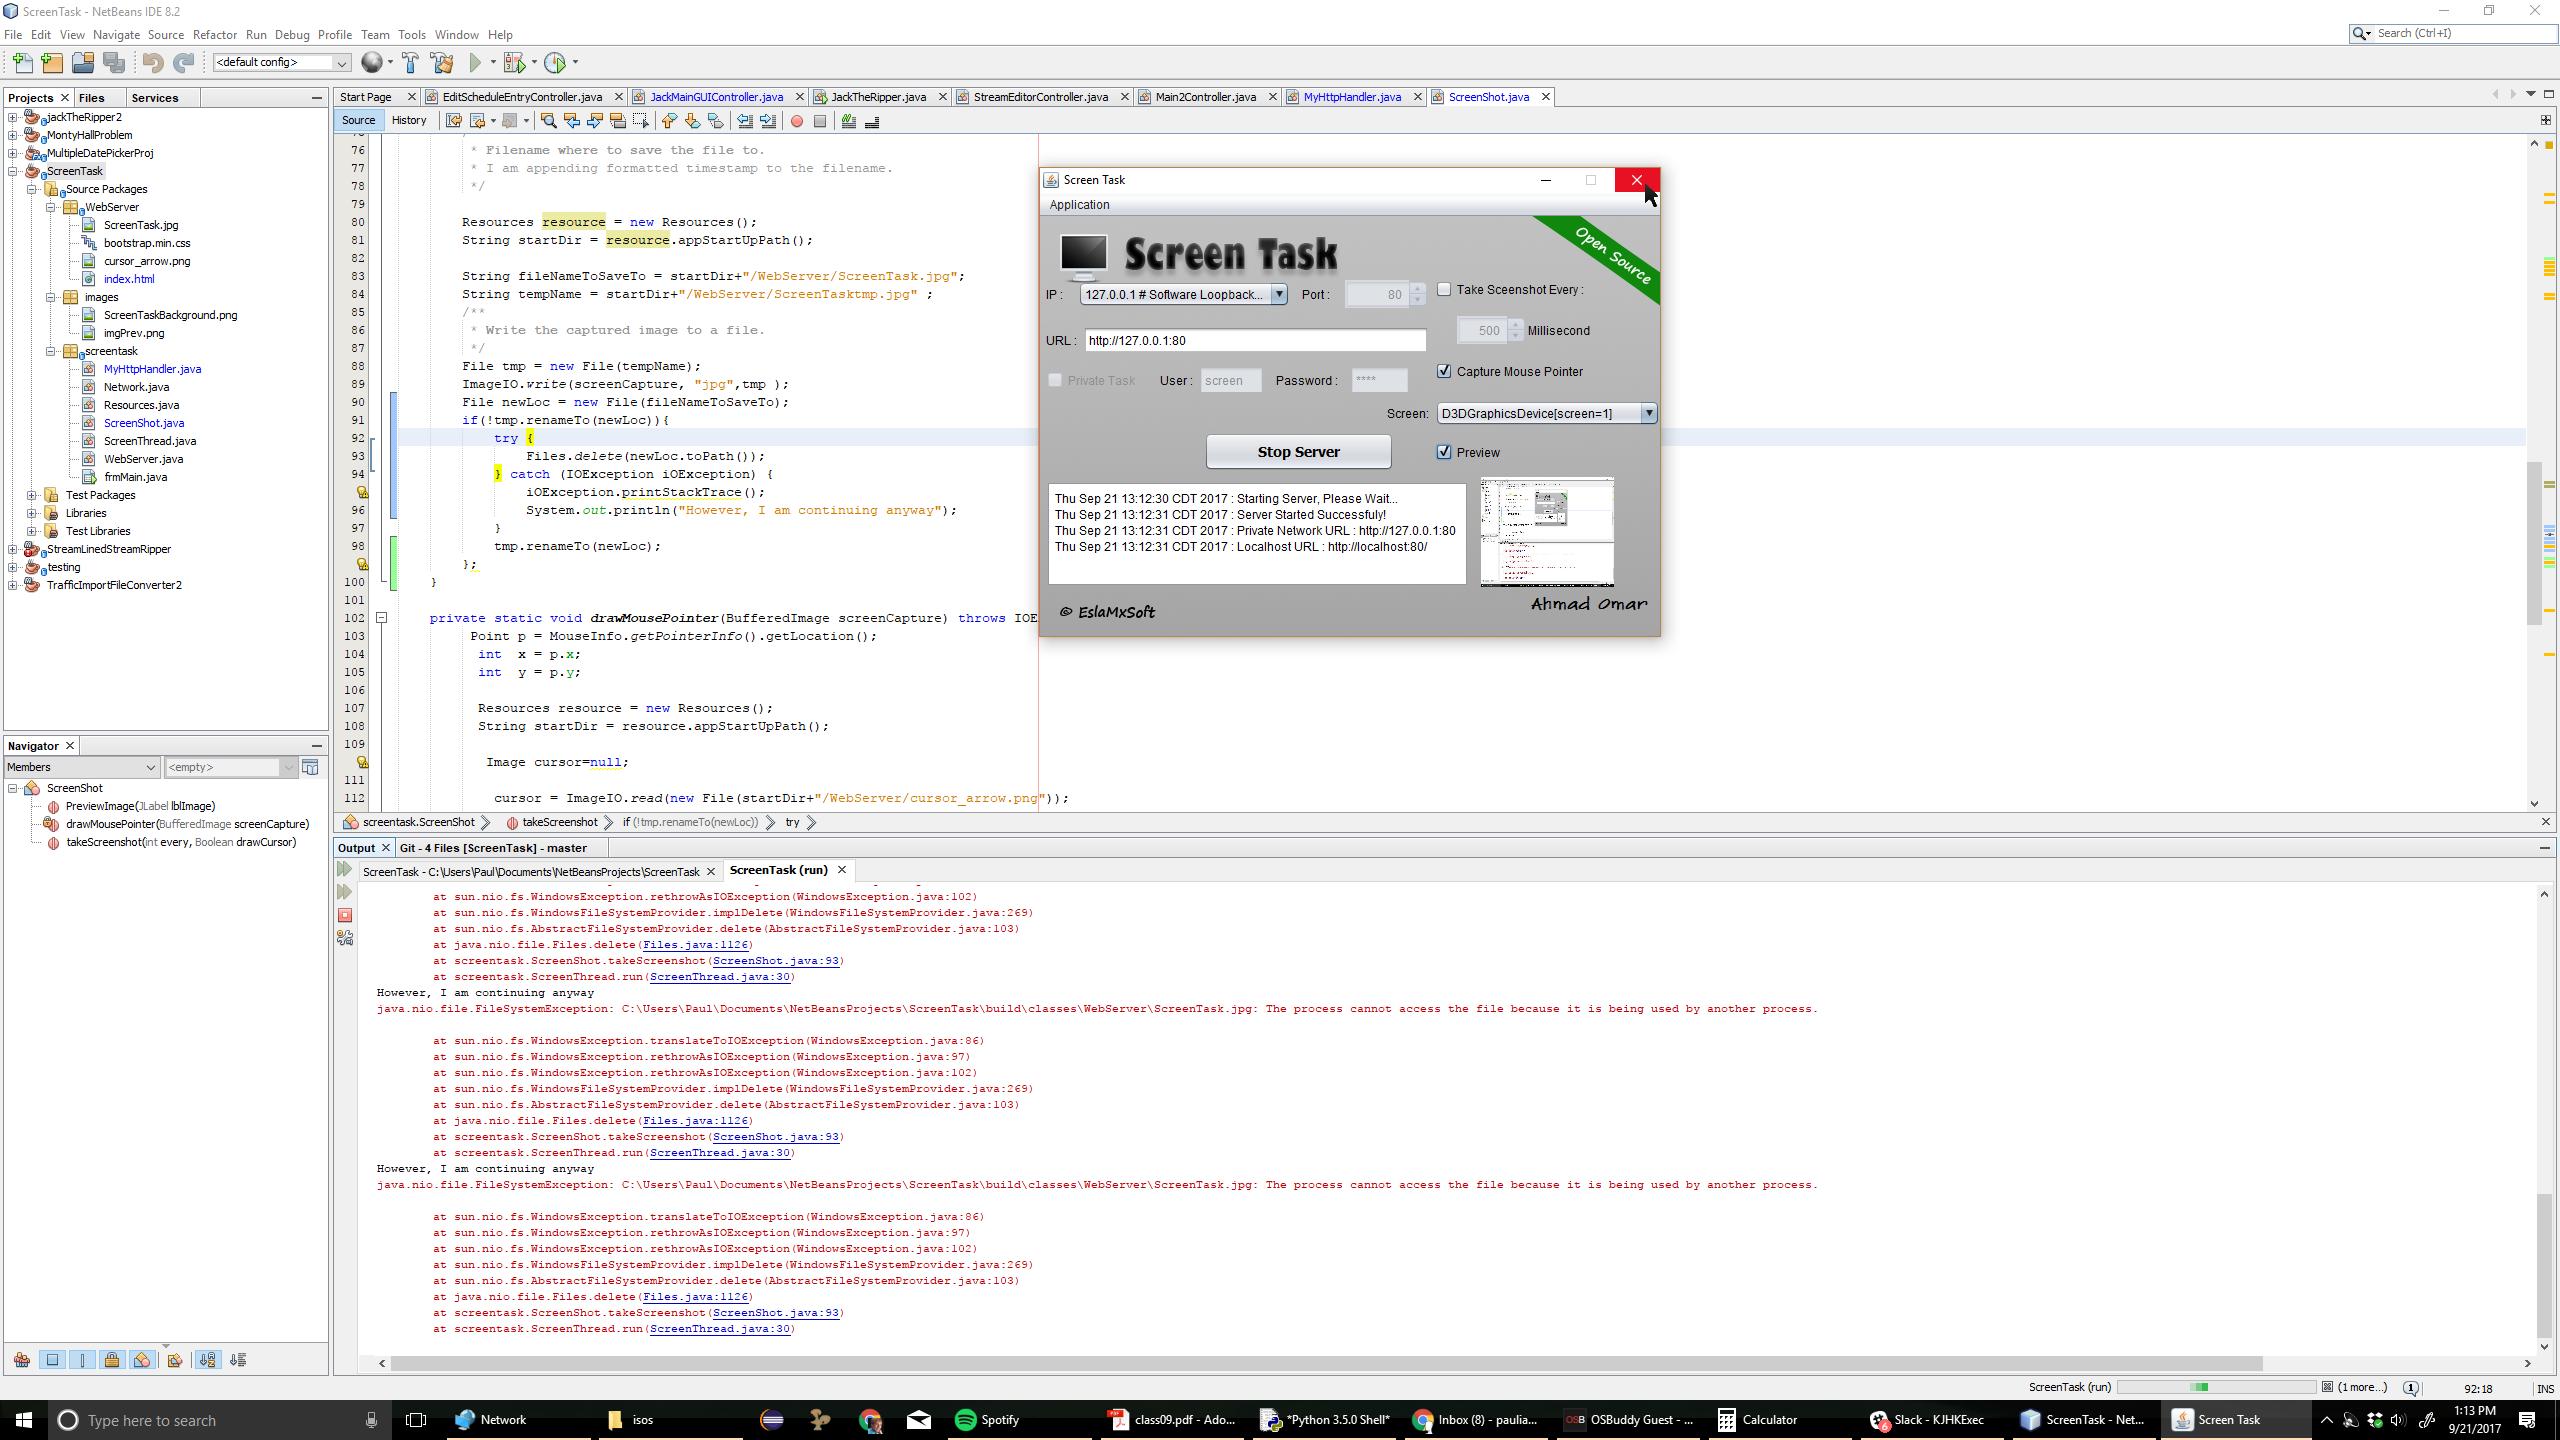 ScreenTask - NetBeans IDE 8.2
File Edit View Navigate Source Refactor Run Debug Profile Team Tools Window Help
Search (Ctrl+I)
<default config>
Projects Files Services
Start Page EditScheduleEntryController.java JackMainGUIController.java JackTheRipper.java StreamEditorController.java Main2Controller.java MyHttpHandler.java ScreenShot.java
Source History
jackTheRipper2
MontyHallProblem
MultipleDatePickerProj
ScreenTask
Source Packages
WebServer
ScreenTask.jpg
bootstrap.min.css
cursor_arrow.png
index.html
images
ScreenTaskBackground.png
imgPrev.png
screentask
MyHttpHandler.java
Network.java
Resources.java
ScreenShot.java
ScreenThread.java
WebServer.java
frmMain.java
Test Packages
Libraries
Test Libraries
StreamLinedStreamRipper
testing
TrafficImportFileConverter2
76 * Filename where to save the file to.
77 * I am appending formatted timestamp to the filename.
78 */
79
80 Resources resource = new Resources();
81 String startDir = resource.appStartUpPath();
82
83 String fileNameToSaveTo = startDir+"/WebServer/ScreenTask.jpg";
84 String tempName = startDir+"/WebServer/ScreenTasktmp.jpg" ;
85 /**
86 * Write the captured image to a file.
87 */
88 File tmp = new File(tempName);
89 ImageIO.write(screenCapture, "jpg",tmp );
90 File newLoc = new File(fileNameToSaveTo);
91 if(!tmp.renameTo(newLoc)){
92 try {
93 Files.delete(newLoc.toPath());
94 } catch (IOException iOException) {
iOException.printStackTrace();
96 System.out.println("However, I am continuing anyway");
97 }
98 tmp.renameTo(newLoc);
};
100 }
101
102 private static void drawMousePointer(BufferedImage screenCapture) throws IOE
103 Point p = MouseInfo.getPointerInfo().getLocation();
104 int x = p.x;
105 int y = p.y;
106
107 Resources resource = new Resources();
108 String startDir = resource.appStartUpPath();
109
Image cursor=null;
111
112 cursor = ImageIO.read(new File(startDir+"/WebServer/cursor_arrow.png"));
screentask.ScreenShot takeScreenshot if (!tmp.renameTo(newLoc)) try
Screen Task
Application
Screen Task
Open Source
IP : 127.0.0.1 # Software Loopback... Port : 80 Take Sceenshot Every :
500 Millisecond
URL : http://127.0.0.1:80
Capture Mouse Pointer
Private Task User : screen Password : ****
Screen: D3DGraphicsDevice[screen=1]
Stop Server
Preview
Thu Sep 21 13:12:30 CDT 2017 : Starting Server, Please Wait...
Thu Sep 21 13:12:31 CDT 2017 : Server Started Successfuly!
Thu Sep 21 13:12:31 CDT 2017 : Private Network URL : http://127.0.0.1:80
Thu Sep 21 13:12:31 CDT 2017 : Localhost URL : http://localhost:80/
© EslaMxSoft
Ahmad Omar
Navigator
Members <empty>
ScreenShot
PreviewImage(JLabel lblImage)
drawMousePointer(BufferedImage screenCapture)
takeScreenshot(int every, Boolean drawCursor)
Output Git - 4 Files [ScreenTask] - master
ScreenTask - C:\Users\Paul\Documents\NetBeansProjects\ScreenTask ScreenTask (run)
at sun.nio.fs.WindowsException.rethrowAsIOException(WindowsException.java:102)
at sun.nio.fs.WindowsFileSystemProvider.implDelete(WindowsFileSystemProvider.java:269)
at sun.nio.fs.AbstractFileSystemProvider.delete(AbstractFileSystemProvider.java:103)
at java.nio.file.Files.delete(Files.java:1126)
at screentask.ScreenShot.takeScreenshot(ScreenShot.java:93)
at screentask.ScreenThread.run(ScreenThread.java:30)
However, I am continuing anyway
java.nio.file.FileSystemException: C:\Users\Paul\Documents\NetBeansProjects\ScreenTask\build\classes\WebServer\ScreenTask.jpg: The process cannot access the file because it is being used by another process.
at sun.nio.fs.WindowsException.translateToIOException(WindowsException.java:86)
at sun.nio.fs.WindowsException.rethrowAsIOException(WindowsException.java:97)
at sun.nio.fs.WindowsException.rethrowAsIOException(WindowsException.java:102)
at sun.nio.fs.WindowsFileSystemProvider.implDelete(WindowsFileSystemProvider.java:269)
at sun.nio.fs.AbstractFileSystemProvider.delete(AbstractFileSystemProvider.java:103)
at java.nio.file.Files.delete(Files.java:1126)
at screentask.ScreenShot.takeScreenshot(ScreenShot.java:93)
at screentask.ScreenThread.run(ScreenThread.java:30)
However, I am continuing anyway
java.nio.file.FileSystemException: C:\Users\Paul\Documents\NetBeansProjects\ScreenTask\build\classes\WebServer\ScreenTask.jpg: The process cannot access the file because it is being used by another process.
at sun.nio.fs.WindowsException.translateToIOException(WindowsException.java:86)
at sun.nio.fs.WindowsException.rethrowAsIOException(WindowsException.java:97)
at sun.nio.fs.WindowsException.rethrowAsIOException(WindowsException.java:102)
at sun.nio.fs.WindowsFileSystemProvider.implDelete(WindowsFileSystemProvider.java:269)
at sun.nio.fs.AbstractFileSystemProvider.delete(AbstractFileSystemProvider.java:103)
at java.nio.file.Files.delete(Files.java:1126)
at screentask.ScreenShot.takeScreenshot(ScreenShot.java:93)
at screentask.ScreenThread.run(ScreenThread.java:30)
ScreenTask (run) (1 more...) 1 92:18 INS
Type here to search Network isos Spotify class09.pdf - Ado... *Python 3.5.0 Shell* Inbox (8) - paulia... OSBuddy Guest - ... Calculator Slack - KJHKExec ScreenTask - Net... Screen Task
1:13 PM
9/21/2017